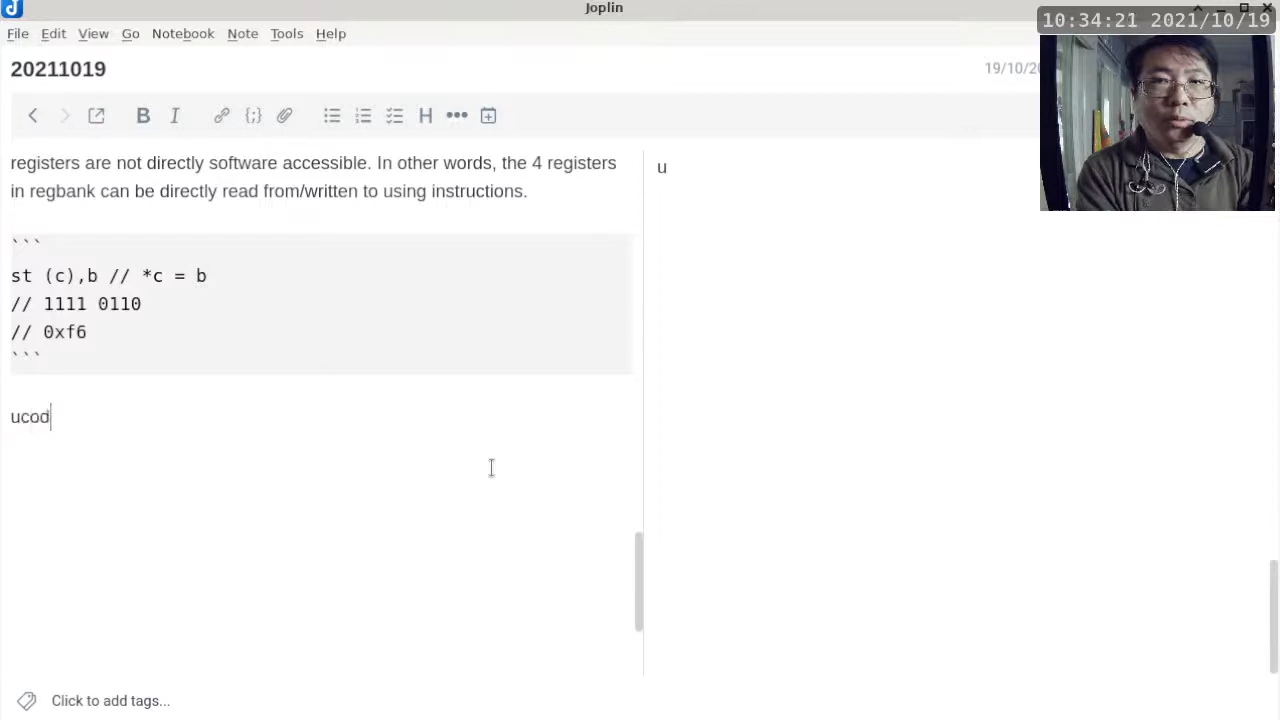 Joplin
10:34:21 2021/10/19
File Edit View Go Notebook Note Tools Help
20211019
19/10/20
registers are not directly software accessible. In other words, the 4 registers
in regbank can be directly read from/written to using instructions.
```
st (c),b // *c = b
// 1111 0110
// 0xf6
```
ucod
u
Click to add tags...